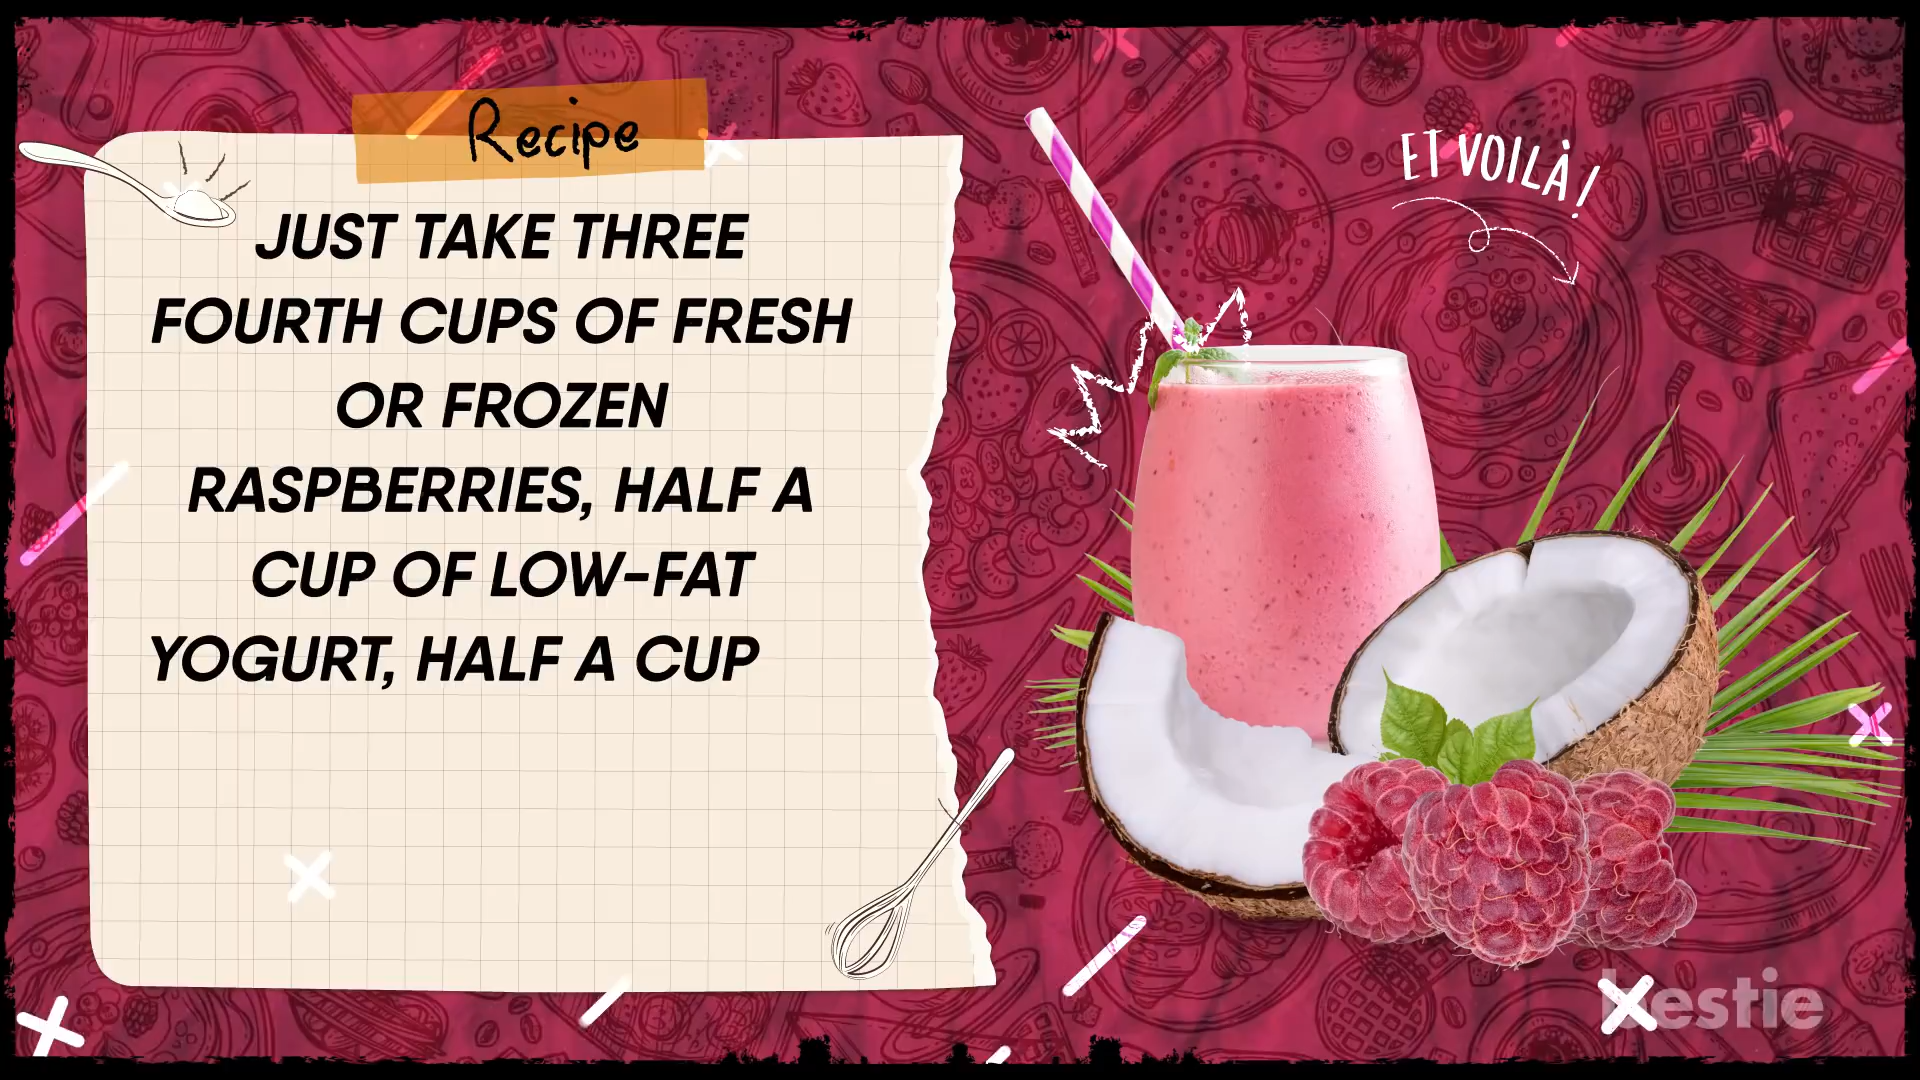 Recipe
JUST TAKE THREE
FOURTH CUPS OF FRESH
OR FROZEN
RASPBERRIES, HALF A
CUP OF LOW-FAT
YOGURT, HALF A CUP
ET VOILÀ!
bestie